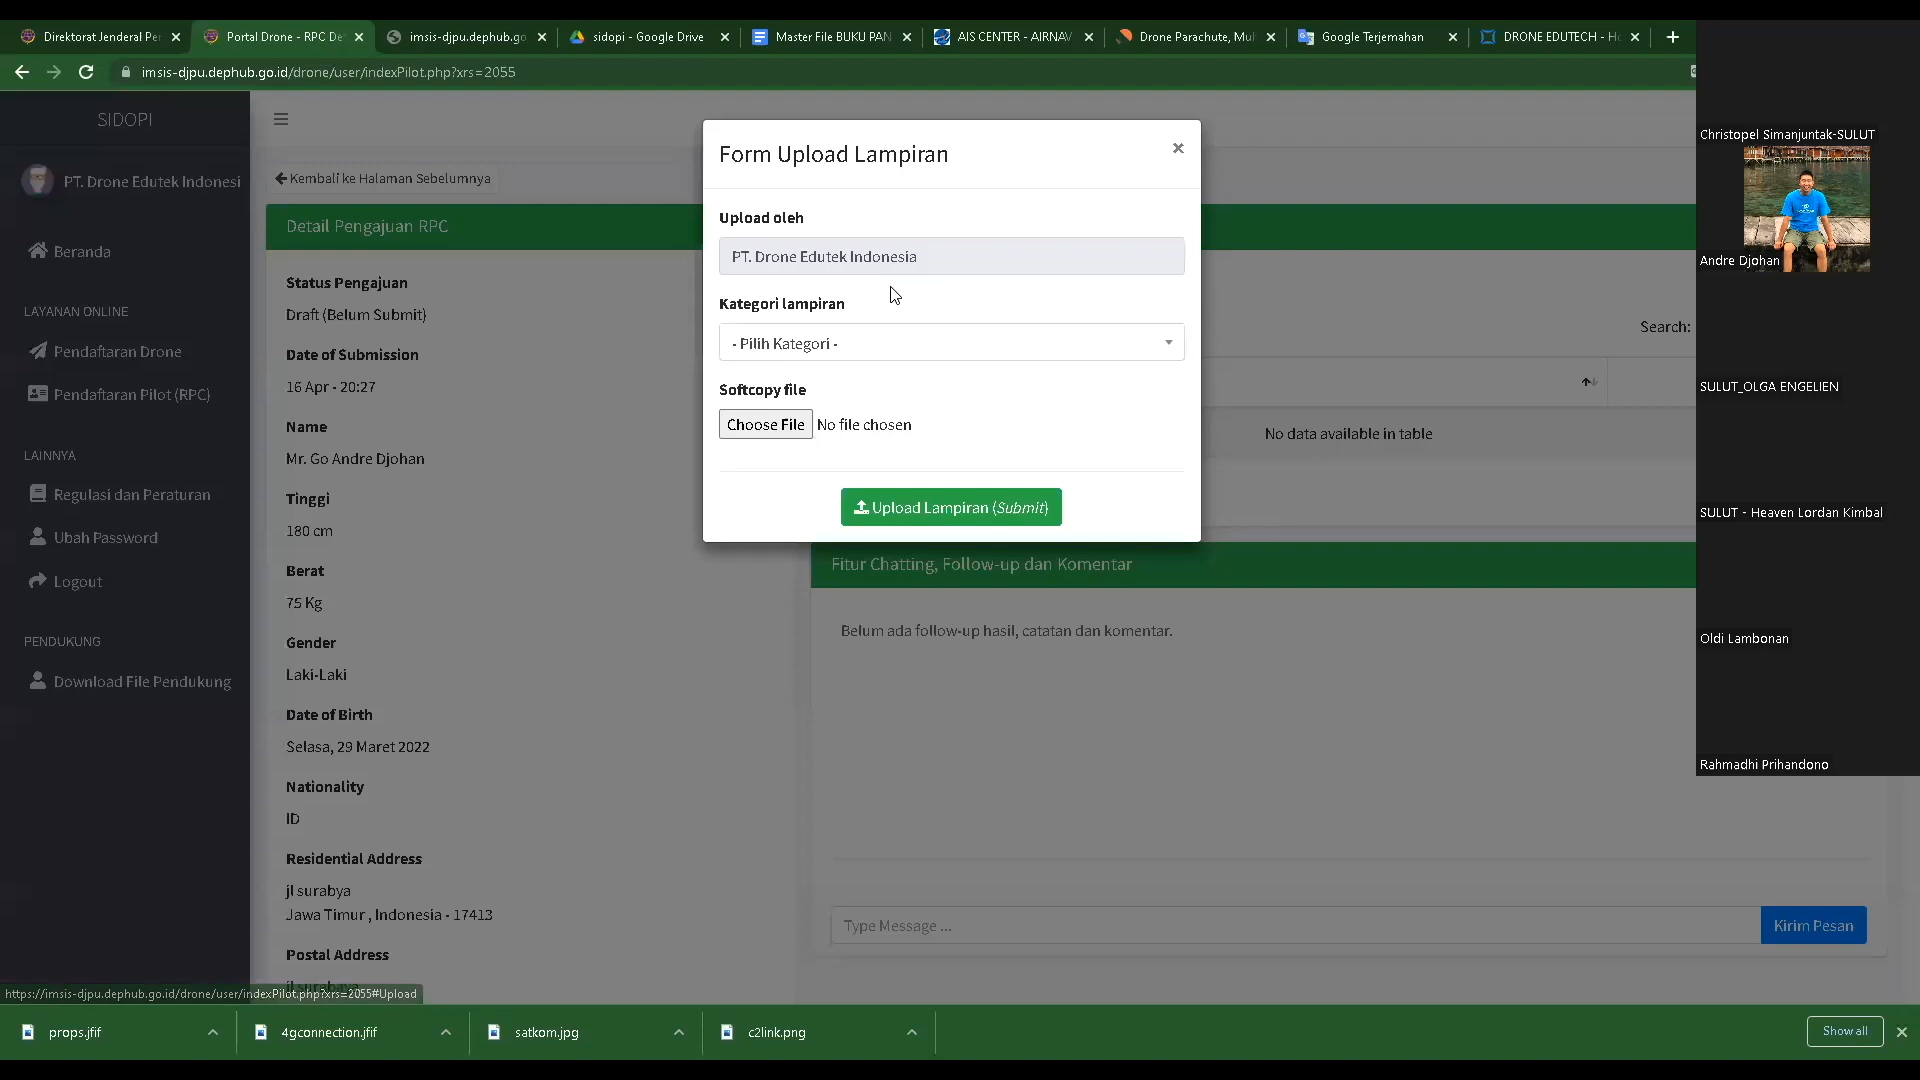 Direktorat Jenderal Per
Portal Drone - RPC De
imsis-djpu.dephub.go
sidopi - Google Drive
Master File BUKU PAN
AIS CENTER - AIRNAV
Drone Parachute, Mul
Google Terjemahan
DRONE EDUTECH - H
imsis-djpu.dephub.go.id/drone/user/indexPilot.php?xrs=2055
SIDOPI
PT. Drone Edutek Indonesi
Beranda
LAYANAN ONLINE
Pendaftaran Drone
Pendaftaran Pilot (RPC)
LAINNYA
Regulasi dan Peraturan
Ubah Password
Logout
PENDUKUNG
Download File Pendukung
Kembali ke Halaman Sebelumnya
Detail Pengajuan RPC
Status Pengajuan
Draft (Belum Submit)
Date of Submission
16 Apr - 20:27
Name
Mr. Go Andre Djohan
Tinggi
180 cm
Berat
75 Kg
Gender
Laki-Laki
Date of Birth
Selasa, 29 Maret 2022
Nationality
ID
Residential Address
jl surabya
Jawa Timur , Indonesia - 17413
Postal Address
Form Upload Lampiran
×
Upload oleh
PT. Drone Edutek Indonesia
Kategori lampiran
- Pilih Kategori -
Softcopy file
Choose File No file chosen
Upload Lampiran (Submit)
Search:
No data available in table
Fitur Chatting, Follow-up dan Komentar
Belum ada follow-up hasil, catatan dan komentar.
Type Message ...
Kirim Pesan
Christopel Simanjuntak-SULUT
Andre Djohan
SULUT_OLGA ENGELIEN
SULUT - Heaven Lordan Kimbal
Oldi Lambonan
Rahmadhi Prihandono
https://imsis-djpu.dephub.go.id/drone/user/indexPilot.php?xrs=2055#Upload
props.jfif
4gconnection.jfif
satkom.jpg
c2link.png
Show all